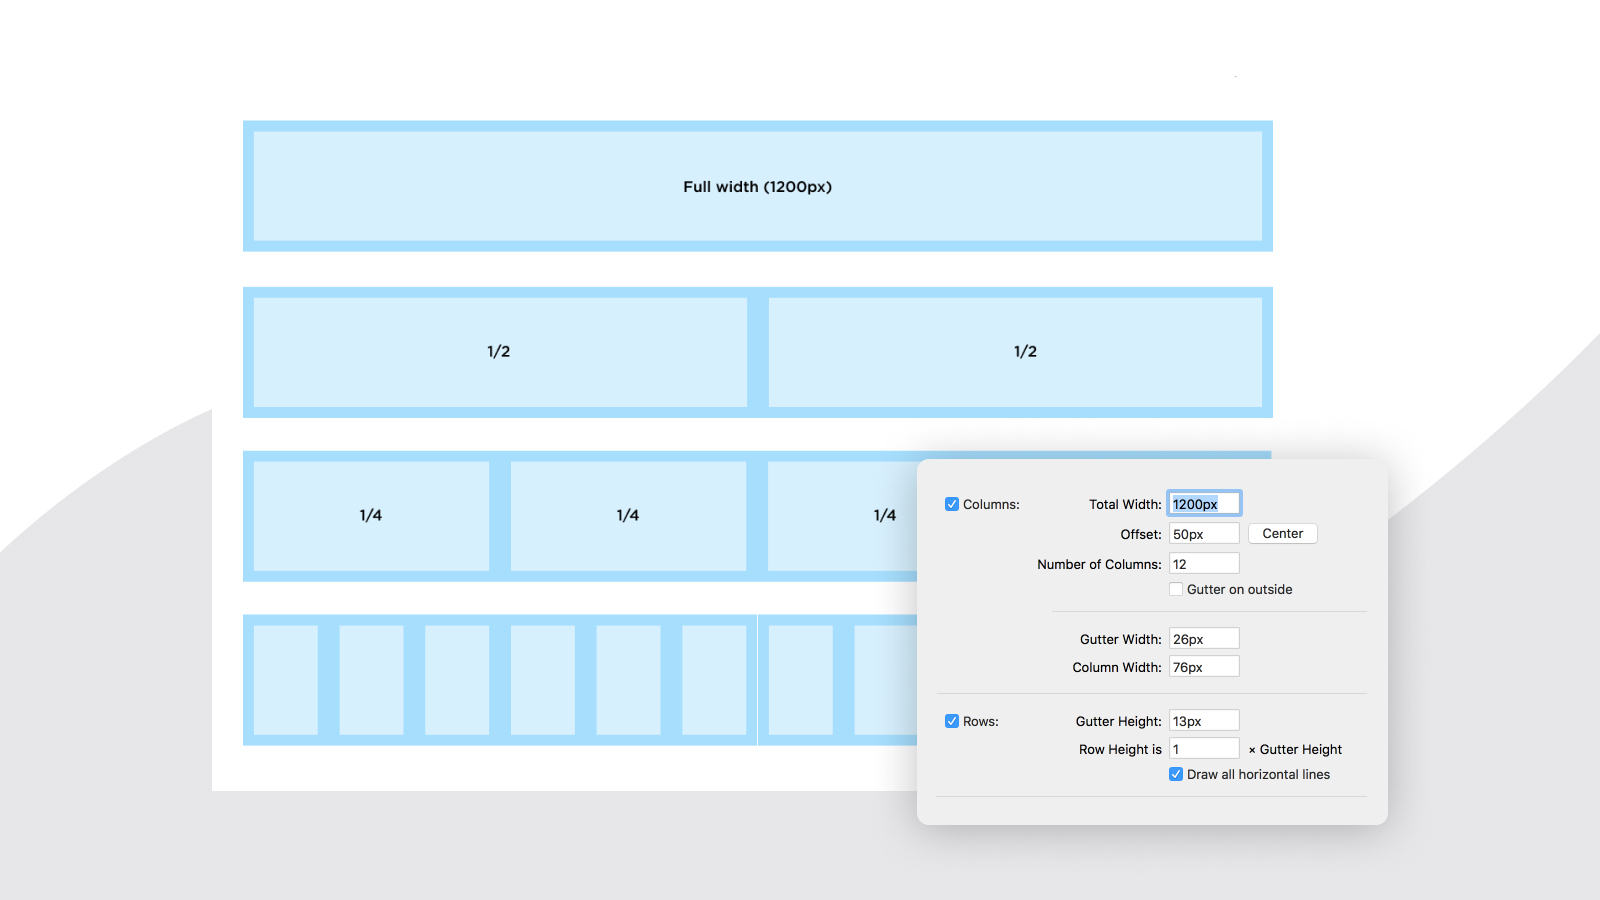 Full width (1200px)
1/2 1/2
1/4 1/4 1/4
Columns: Total Width: 1200px
Offset: 50px Center
Number of Columns: 12
Gutter on outside
Gutter Width: 26px
Column Width: 76px
Rows: Gutter Height: 13px
Row Height is 1 × Gutter Height
Draw all horizontal lines